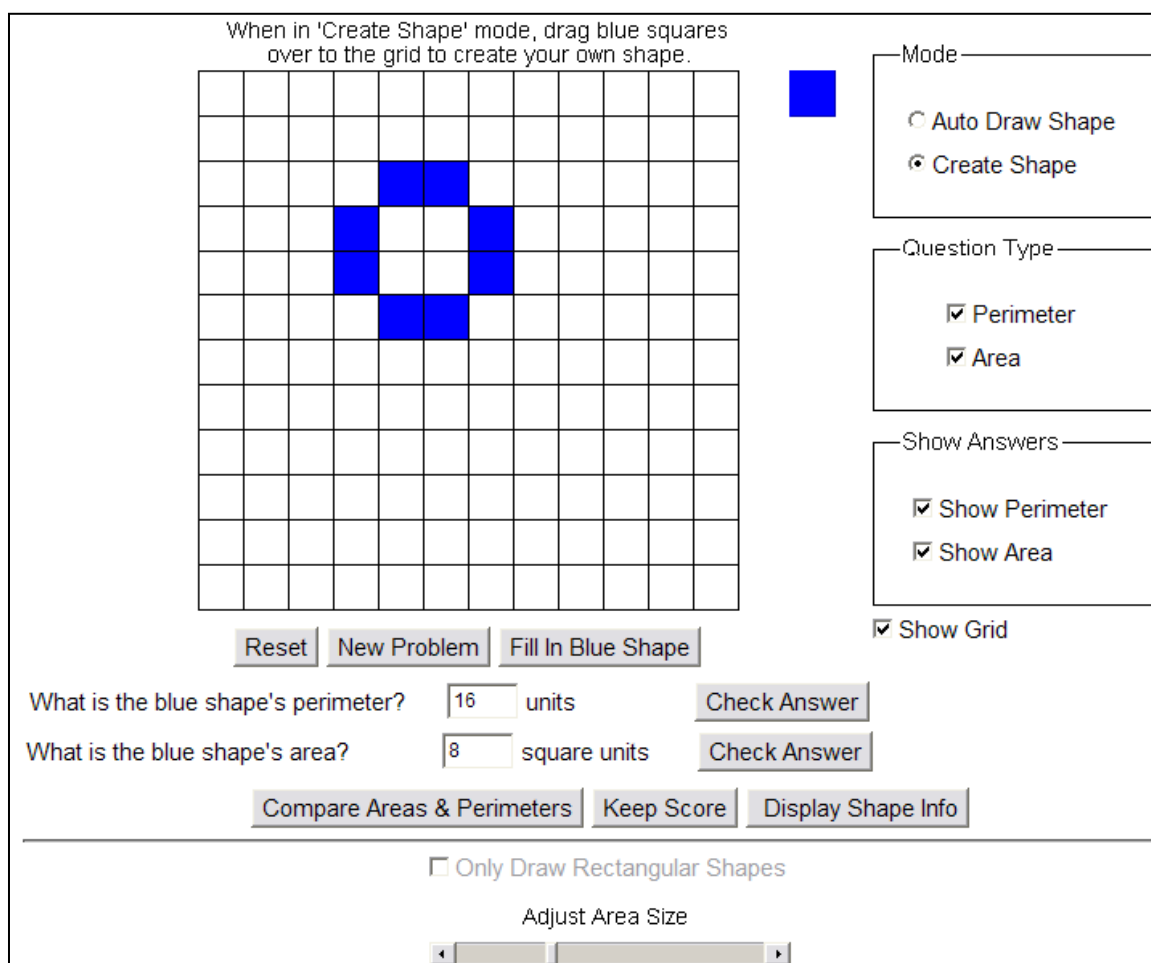 When in 'Create Shape' mode, drag blue squares
over to the grid to create your own shape.
Mode
Auto Draw Shape
Create Shape
Question Type
Perimeter
Area
Show Answers
Show Perimeter
Show Area
Show Grid
Reset New Problem Fill In Blue Shape
What is the blue shape's perimeter? 16 units Check Answer
What is the blue shape's area? 8 square units Check Answer
Compare Areas & Perimeters Keep Score Display Shape Info
Only Draw Rectangular Shapes
Adjust Area Size